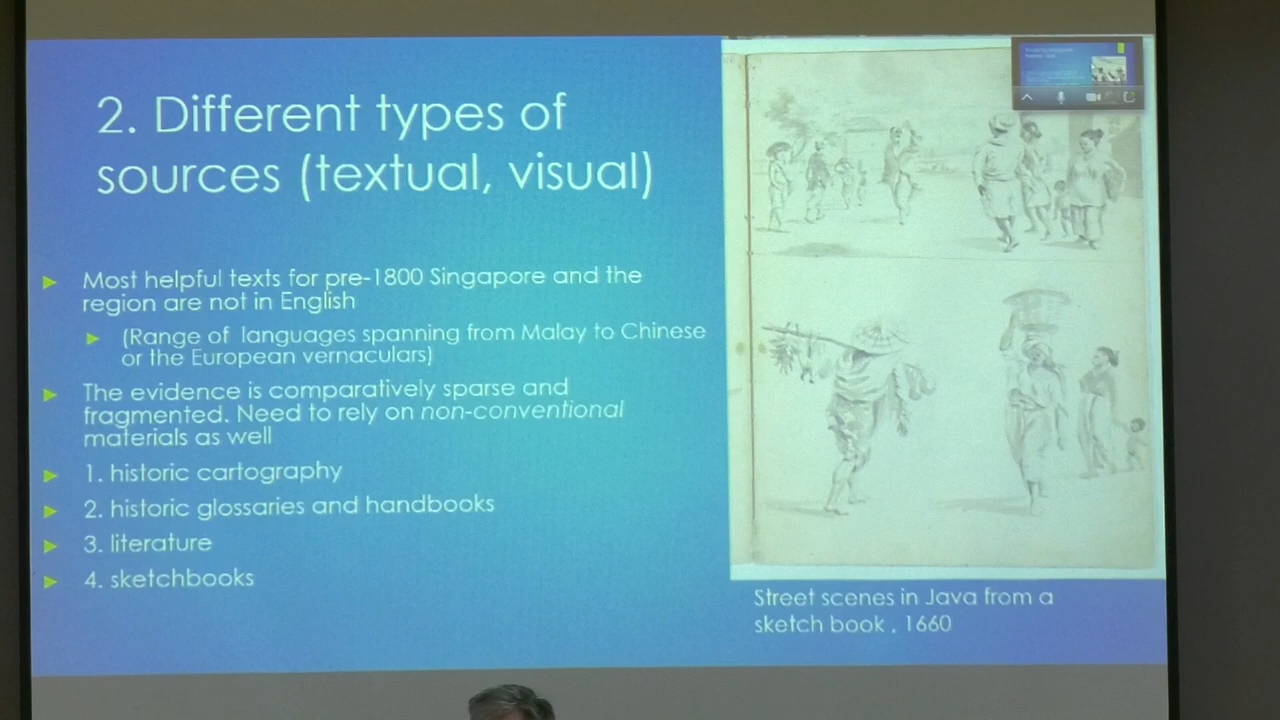 2. Different types of
sources (textual, visual)
Most helpful texts for pre-1800 Singapore and the
region are not in English
(Range of languages spanning from Malay to Chinese
or the European vernaculars)
The evidence is comparatively sparse and
fragmented. Need to rely on non-conventional
materials as well
1. historic cartography
2. historic glossaries and handbooks
3. literature
4. sketchbooks
Street scenes in Java from a
sketch book , 1660